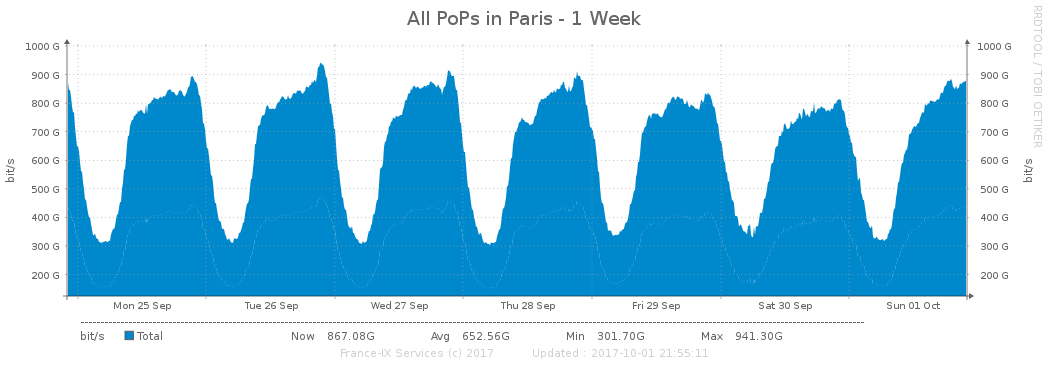 All PoPs in Paris - 1 Week
RRDTOOL / TOBI OETIKER
1000 G 1000 G
900 G 900 G
800 G 800 G
700 G 700 G
600 G 600 G
500 G 500 G
400 G 400 G
300 G 300 G
200 G 200 G
bit/s bit/s
Mon 25 Sep Tue 26 Sep Wed 27 Sep Thu 28 Sep Fri 29 Sep Sat 30 Sep Sun 01 Oct
bit/s Total Now 867.08G Avg 652.56G Min 301.70G Max 941.30G
France-IX Services (c) 2017 Updated : 2017-10-01 21:55:11